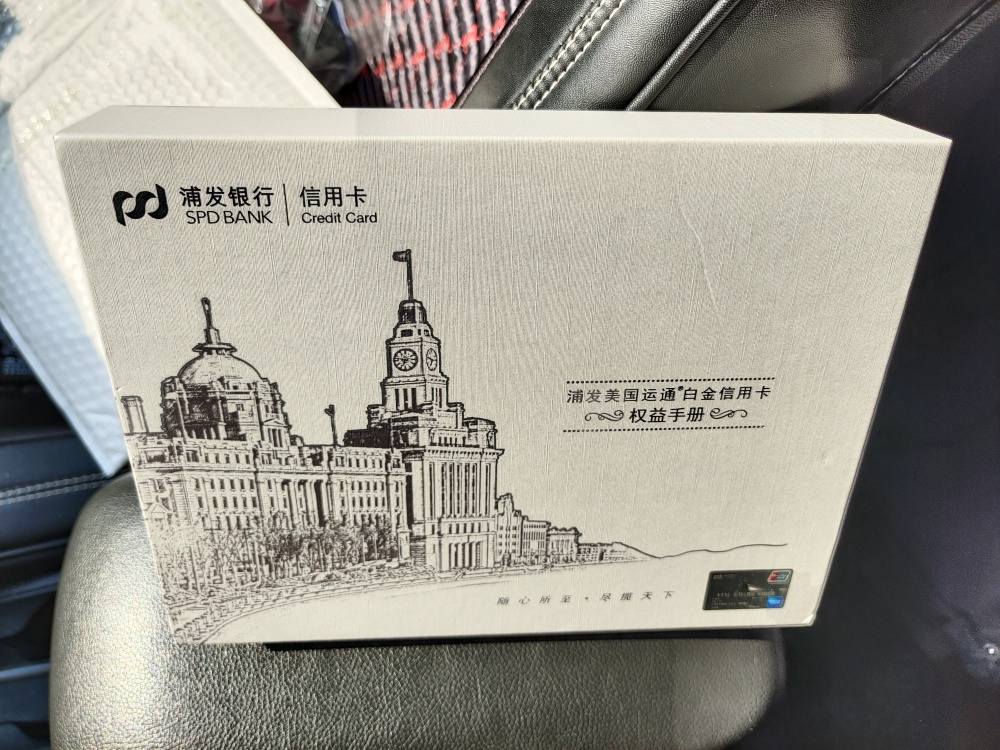 浦发银行 信用卡
SPD BANK Credit Card
浦发美国运通®白金信用卡
权益手册
随心所至·尽揽天下